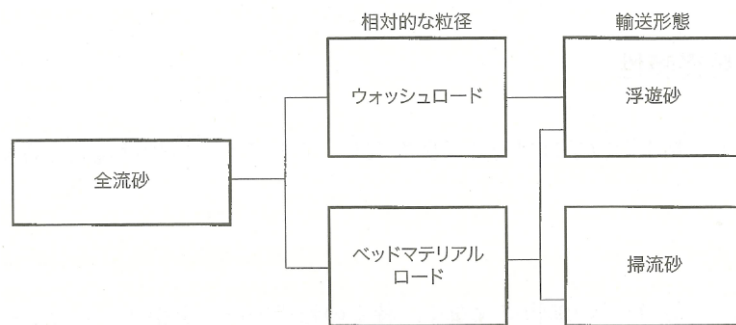 相対的な粒径
輸送形態
ウォッシュロード
浮遊砂
全流砂
ベッドマテリアル
ロード
掃流砂